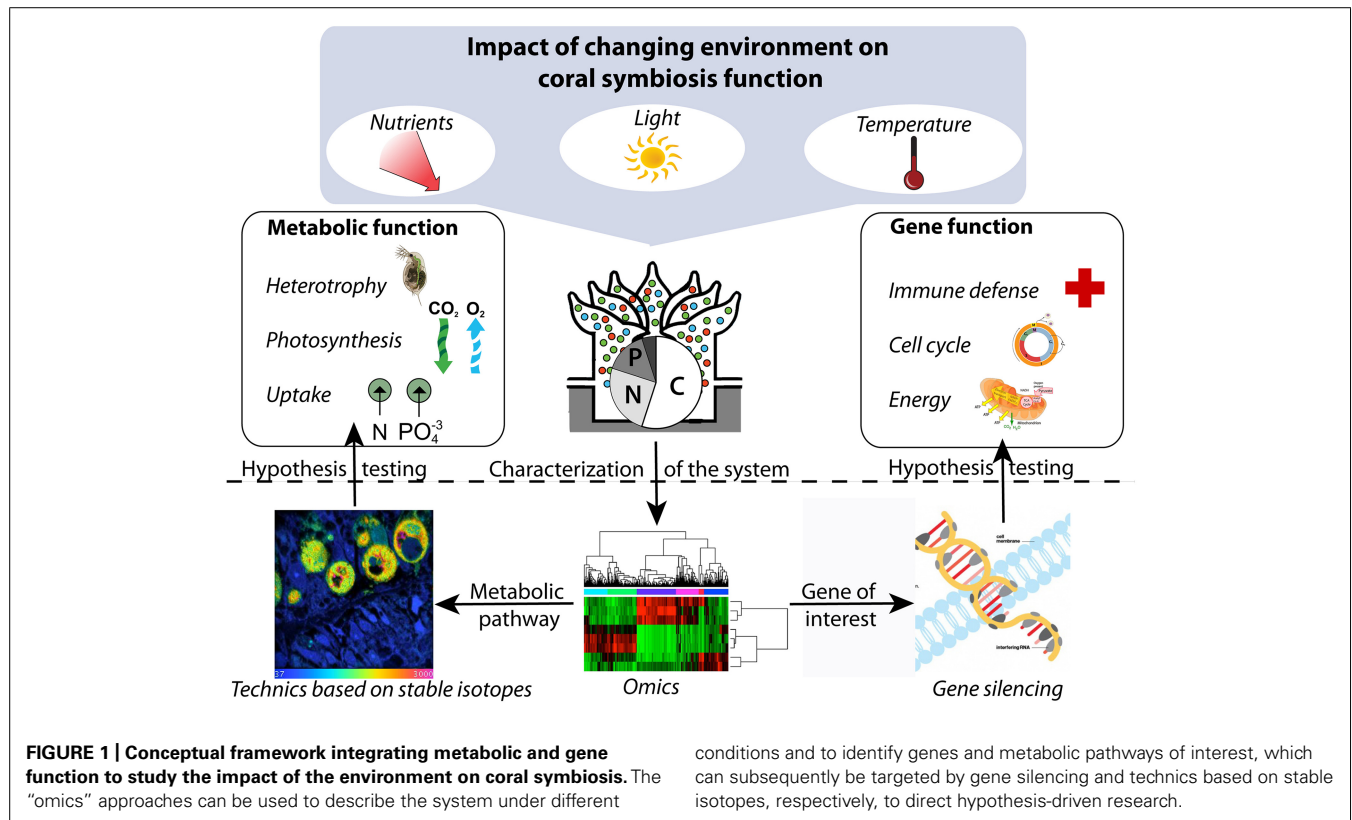 Impact of changing environment on
coral symbiosis function
Nutrients
Light
Temperature
Metabolic function
Heterotrophy
CO2 O2
Photosynthesis
Uptake
N PO4-3
Gene function
Immune defense
Cell cycle
Energy
P
N
C
Hypothesis testing
Characterization of the system
Hypothesis testing
37
3000
Technics based on stable isotopes
Metabolic
pathway
Omics
Gene of
interest
cell
membrane
interfering RNA
Gene silencing
FIGURE 1 | Conceptual framework integrating metabolic and gene
function to study the impact of the environment on coral symbiosis. The
"omics" approaches can be used to describe the system under different
conditions and to identify genes and metabolic pathways of interest, which
can subsequently be targeted by gene silencing and technics based on stable
isotopes, respectively, to direct hypothesis-driven research.